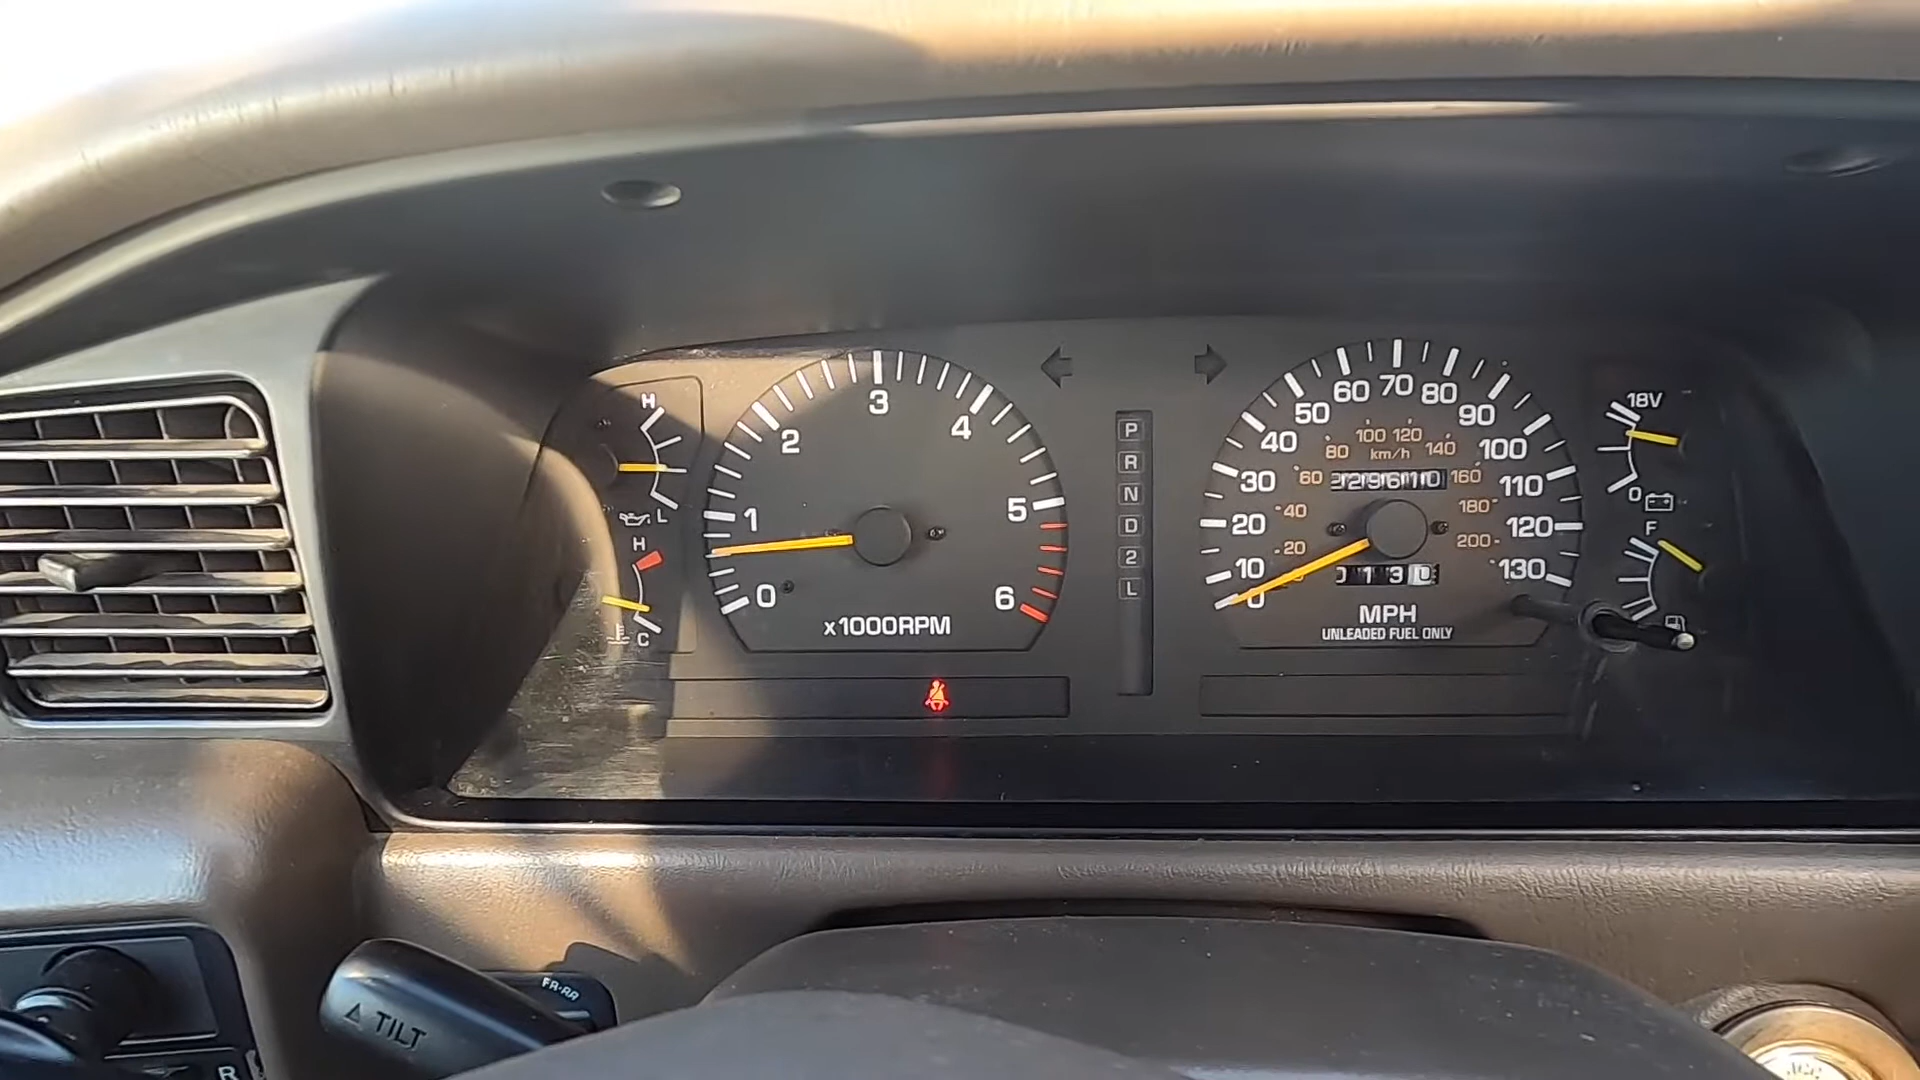 H
L
H
C
0
1
2
3
4
5
6
x1000RPM
P
R
N
D
2
L
0
10
20
30
40
50
60
70
80
90
100
110
120
130
20
40
60
80
100
120
140
160
180
200
km/h
MPH
UNLEADED FUEL ONLY
18V
0
F
FR·RR
△ TILT
R